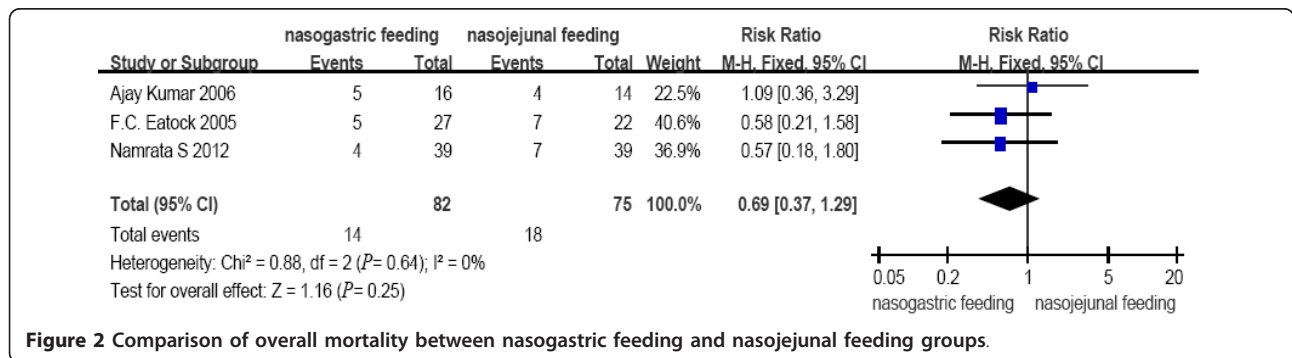 nasogastric feeding nasojejunal feeding Risk Ratio Risk Ratio
Study or Subgroup Events Total Events Total Weight M-H, Fixed, 95% CI M-H, Fixed, 95% CI
Ajay Kumar 2006 5 16 4 14 22.5% 1.09 [0.36, 3.29]
F.C. Eatock 2005 5 27 7 22 40.6% 0.58 [0.21, 1.58]
Namrata S 2012 4 39 7 39 36.9% 0.57 [0.18, 1.80]
Total (95% CI) 82 75 100.0% 0.69 [0.37, 1.29]
Total events 14 18
Heterogeneity: Chi² = 0.88, df = 2 (P= 0.64); I² = 0%
Test for overall effect: Z = 1.16 (P= 0.25)
0.05 0.2 1 5 20
nasogastric feeding nasojejunal feeding
Figure 2 Comparison of overall mortality between nasogastric feeding and nasojejunal feeding groups.